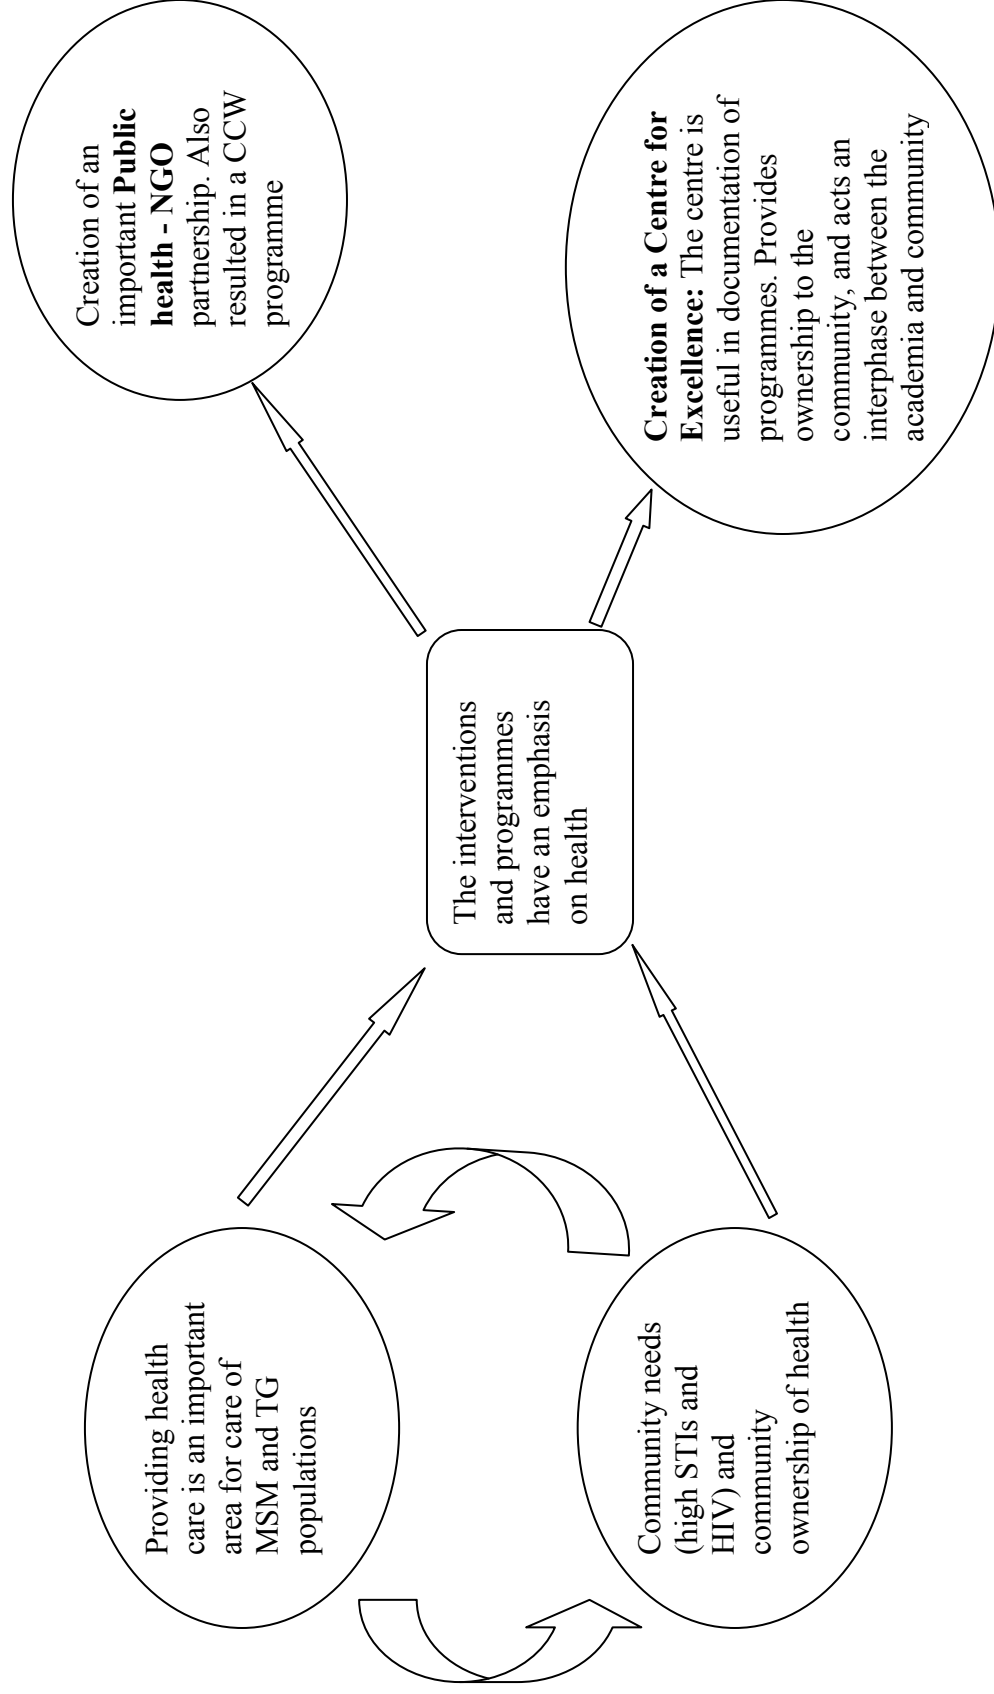 Providing health
care is an important
area for care of
MSM and TG
populations
Community needs
(high STIs and
HIV) and
community
ownership of health
The interventions
and programmes
have an emphasis
on health
Creation of an
important Public
health - NGO
partnership. Also
resulted in a CCW
programme
Creation of a Centre for
Excellence: The centre is
useful in documentation of
programmes. Provides
ownership to the
community, and acts an
interphase between the
academia and community